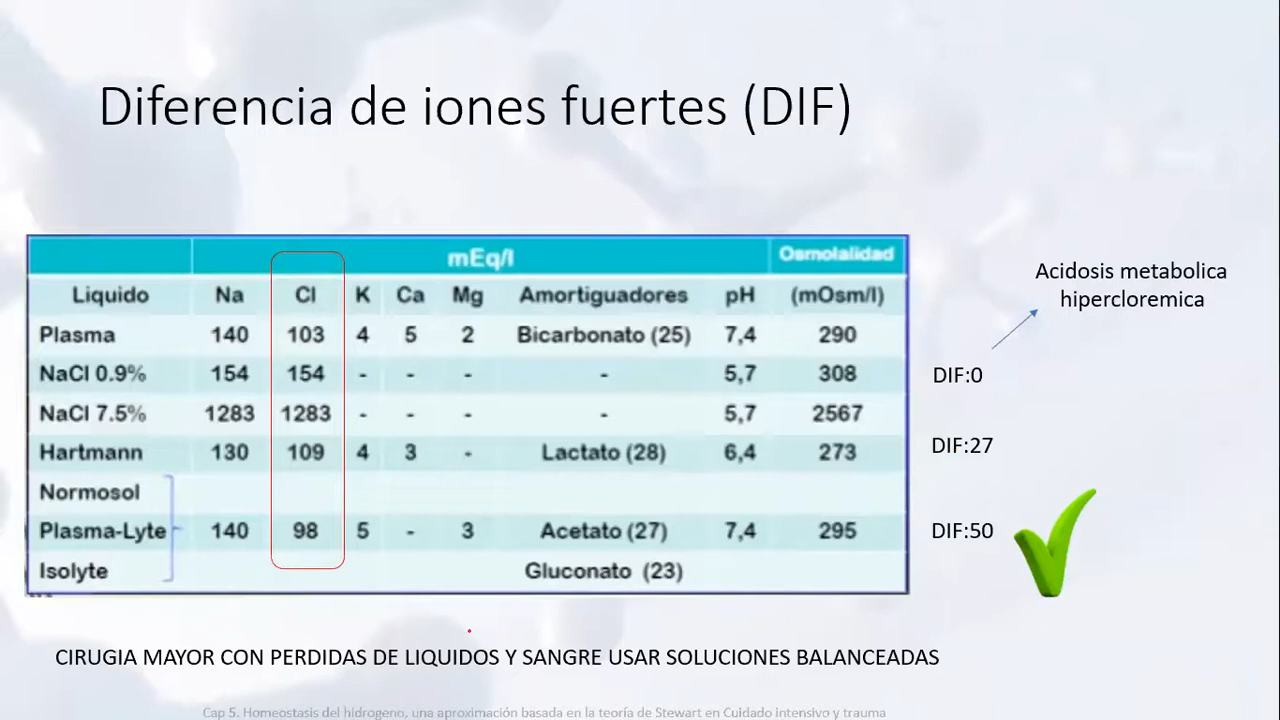 Diferencia de iones fuertes (DIF)
mEq/l Osmolalidad
Liquido Na Cl K Ca Mg Amortiguadores pH (mOsm/l)
Plasma 140 103 4 5 2 Bicarbonato (25) 7,4 290
NaCl 0.9% 154 154 - - - - 5,7 308
NaCl 7.5% 1283 1283 - - - - 5,7 2567
Hartmann 130 109 4 3 - Lactato (28) 6,4 273
Normosol
Plasma-Lyte 140 98 5 - 3 Acetato (27) 7,4 295
Isolyte Gluconato (23)
Acidosis metabolica
hipercloremica
DIF:0
DIF:27
DIF:50
CIRUGIA MAYOR CON PERDIDAS DE LIQUIDOS Y SANGRE USAR SOLUCIONES BALANCEADAS
Cap 5. Homeostasis del hidrogeno, una aproximación basada en la teoría de Stewart en Cuidado intensivo y trauma